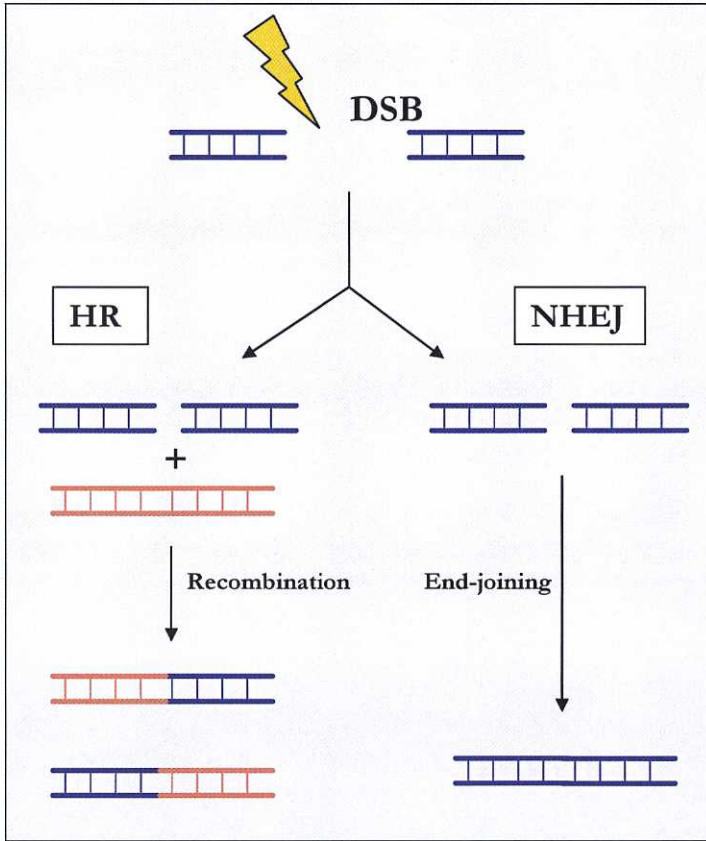 DSB
HR
NHEJ
+
Recombination
End-joining